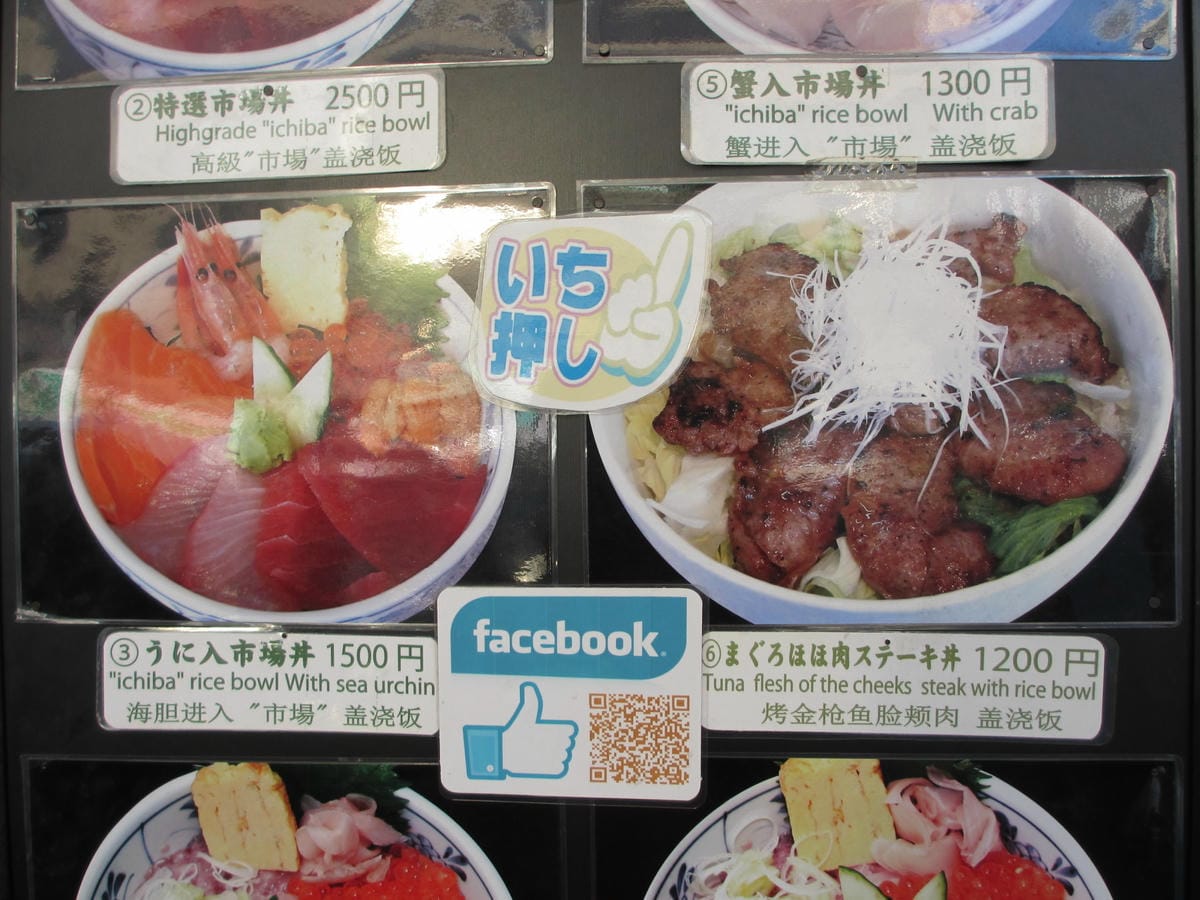 ②特選市場丼 2500円
Highgrade "ichiba" rice bowl
高級"市場"盖浇饭
⑤蟹入市場丼 1300円
"ichiba" rice bowl With crab
蟹进入 "市場" 盖浇饭
いち
押し
③うに入市場丼 1500円
"ichiba" rice bowl With sea urchin
海胆进入 "市場" 盖浇饭
facebook®
⑥まぐろほほ肉ステーキ丼 1200円
Tuna flesh of the cheeks steak with rice bowl
烤金枪鱼脸颊肉 盖浇饭